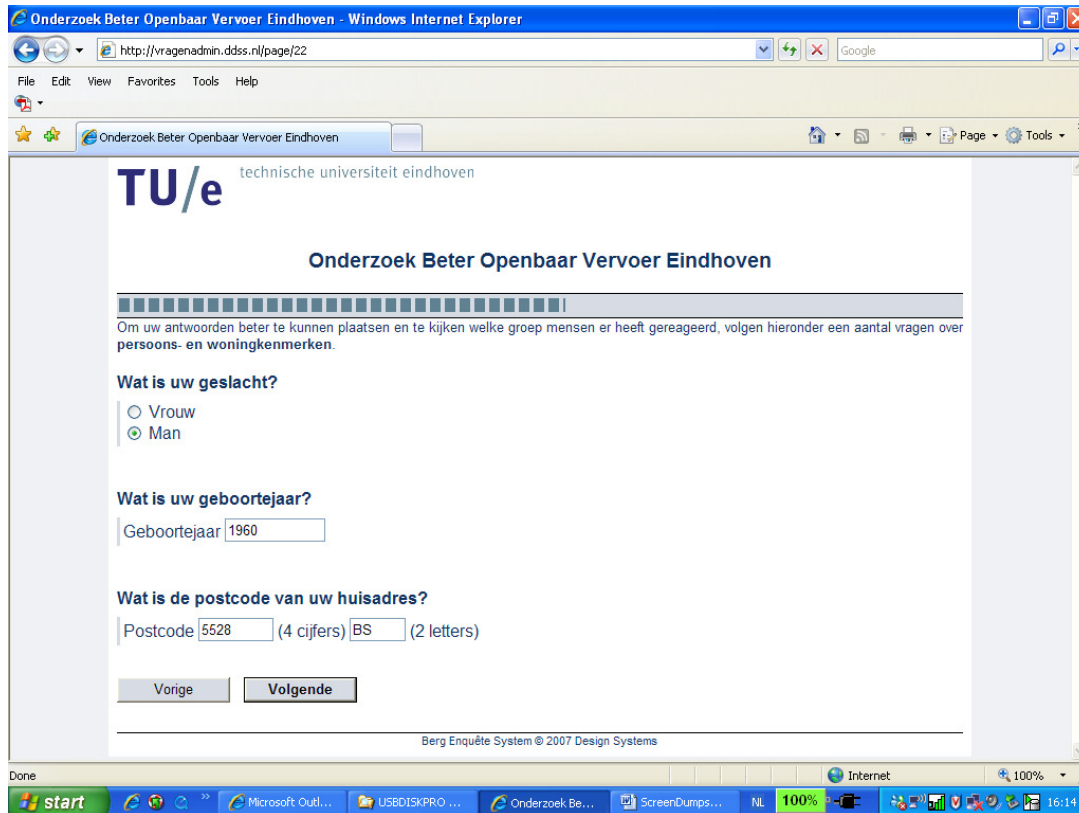 Onderzoek Beter Openbaar Vervoer Eindhoven - Windows Internet Explorer
http://vragenadmin.ddss.nl/page/22
Google
File Edit View Favorites Tools Help
Onderzoek Beter Openbaar Vervoer Eindhoven
Page Tools
TU/e technische universiteit eindhoven
Onderzoek Beter Openbaar Vervoer Eindhoven
Om uw antwoorden beter te kunnen plaatsen en te kijken welke groep mensen er heeft gereageerd, volgen hieronder een aantal vragen over
persoons- en woningkenmerken.
Wat is uw geslacht?
Vrouw
Man
Wat is uw geboortejaar?
Geboortejaar 1960
Wat is de postcode van uw huisadres?
Postcode 5528 (4 cijfers) BS (2 letters)
Vorige Volgende
Berg Enquête System © 2007 Design Systems
Done Internet 100%
start Microsoft Outl... USBDISKPRO ... Onderzoek Be... ScreenDumps... NL 100% 16:14